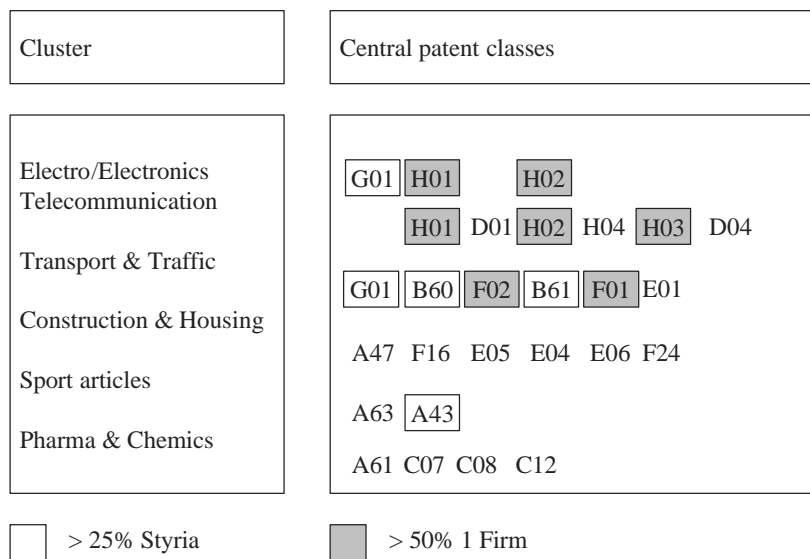 Cluster
Central patent classes
Electro/Electronics
Telecommunication
Transport & Traffic
Construction & Housing
Sport articles
Pharma & Chemics
G01 H01 H02
H01 D01 H02 H04 H03 D04
G01 B60 F02 B61 F01 E01
A47 F16 E05 E04 E06 F24
A63 A43
A61 C07 C08 C12
> 25% Styria
> 50% 1 Firm